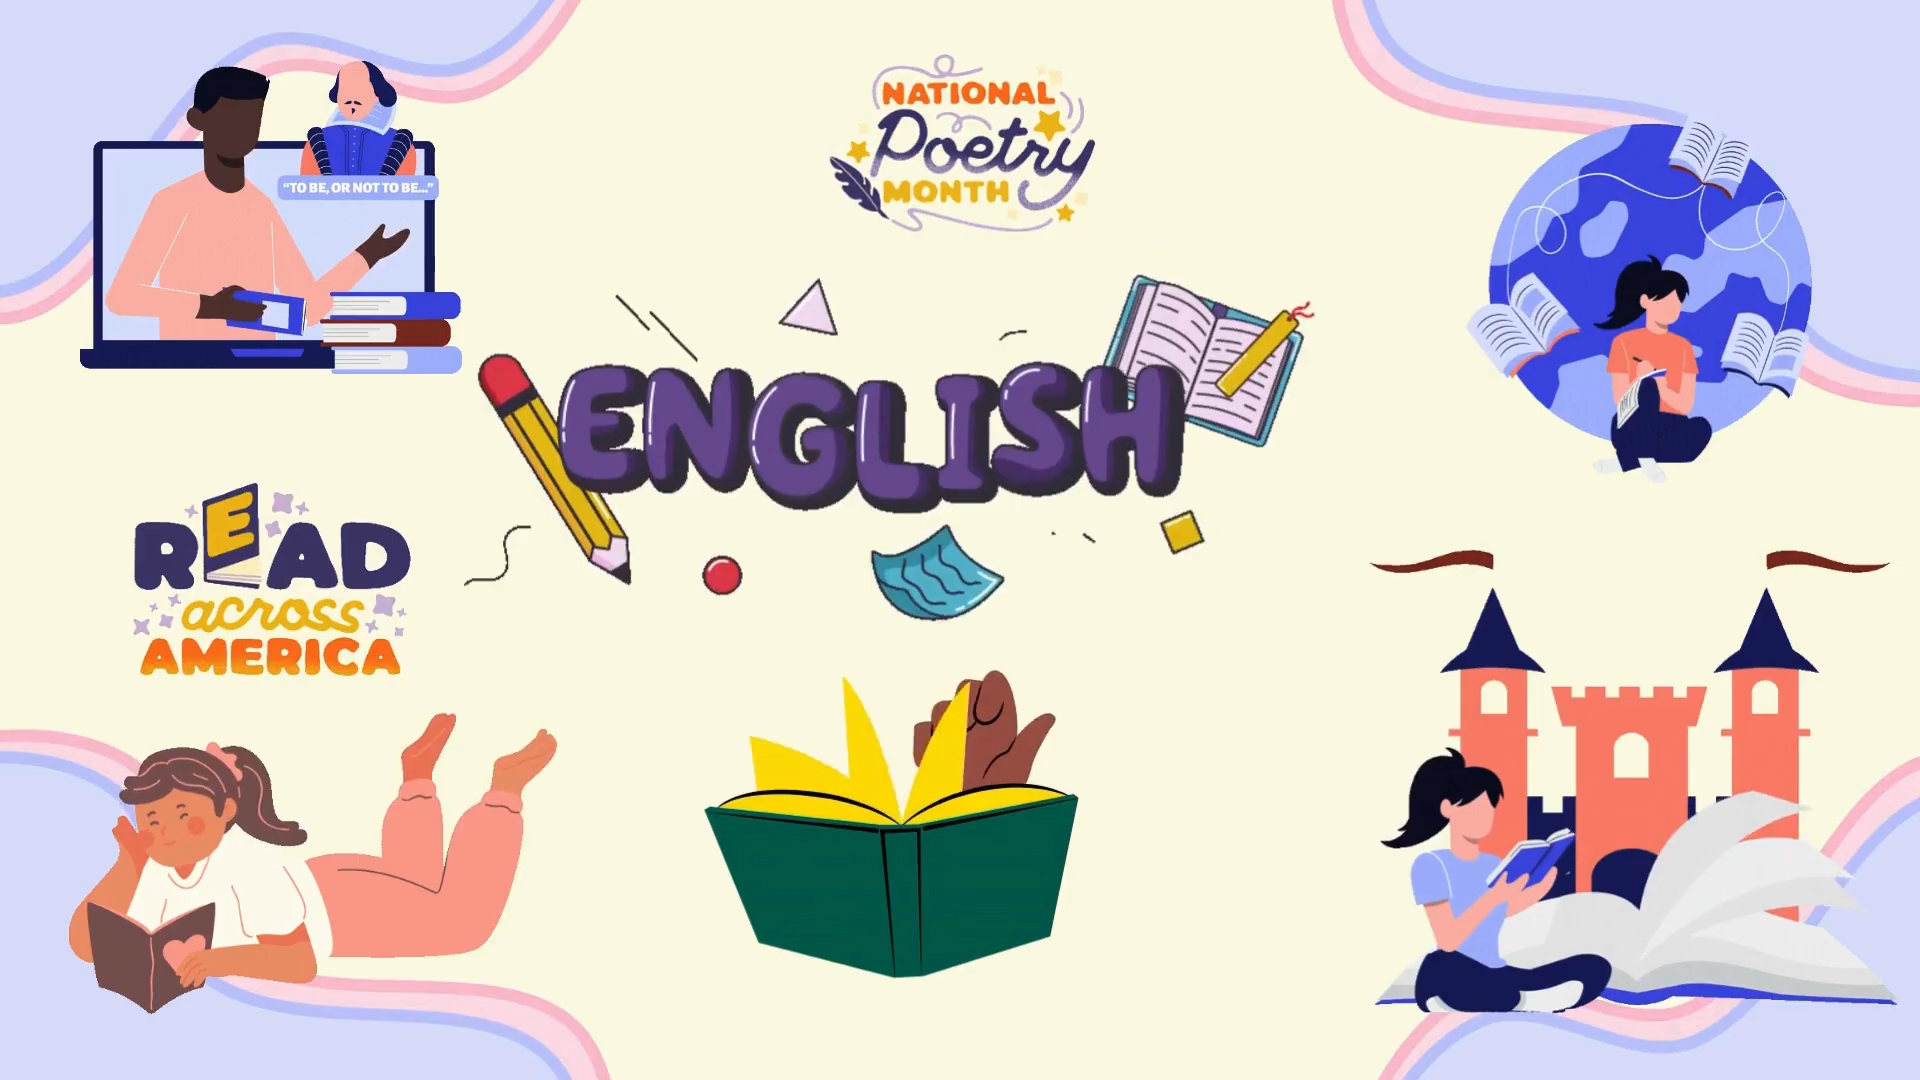 NATIONAL
Poetry
MONTH
"TO BE, OR NOT TO BE..."
ENGLISH
READ
across
AMERICA